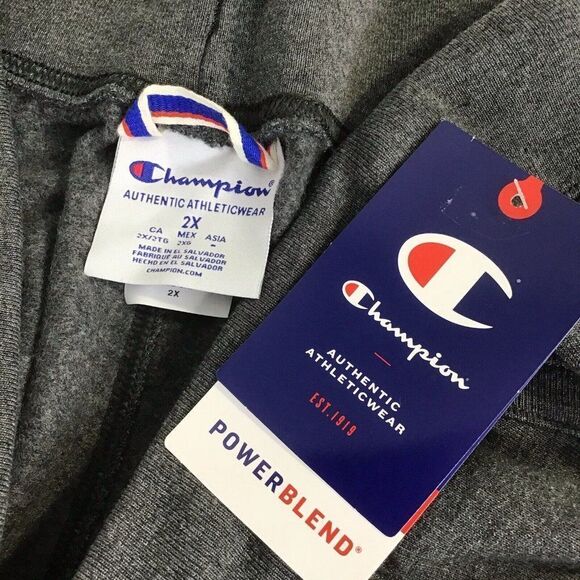 Champion®
AUTHENTIC ATHLETICWEAR
2X
CA MEX ASIA
2X/2TG 2XG -
MADE IN EL SALVADOR
FABRIQUÉ AU SALVADOR
HECHO EN EL SALVADOR
CHAMPION.COM
2X
Champion
AUTHENTIC
ATHLETICWEAR
EST. 1919
POWERBLEND®